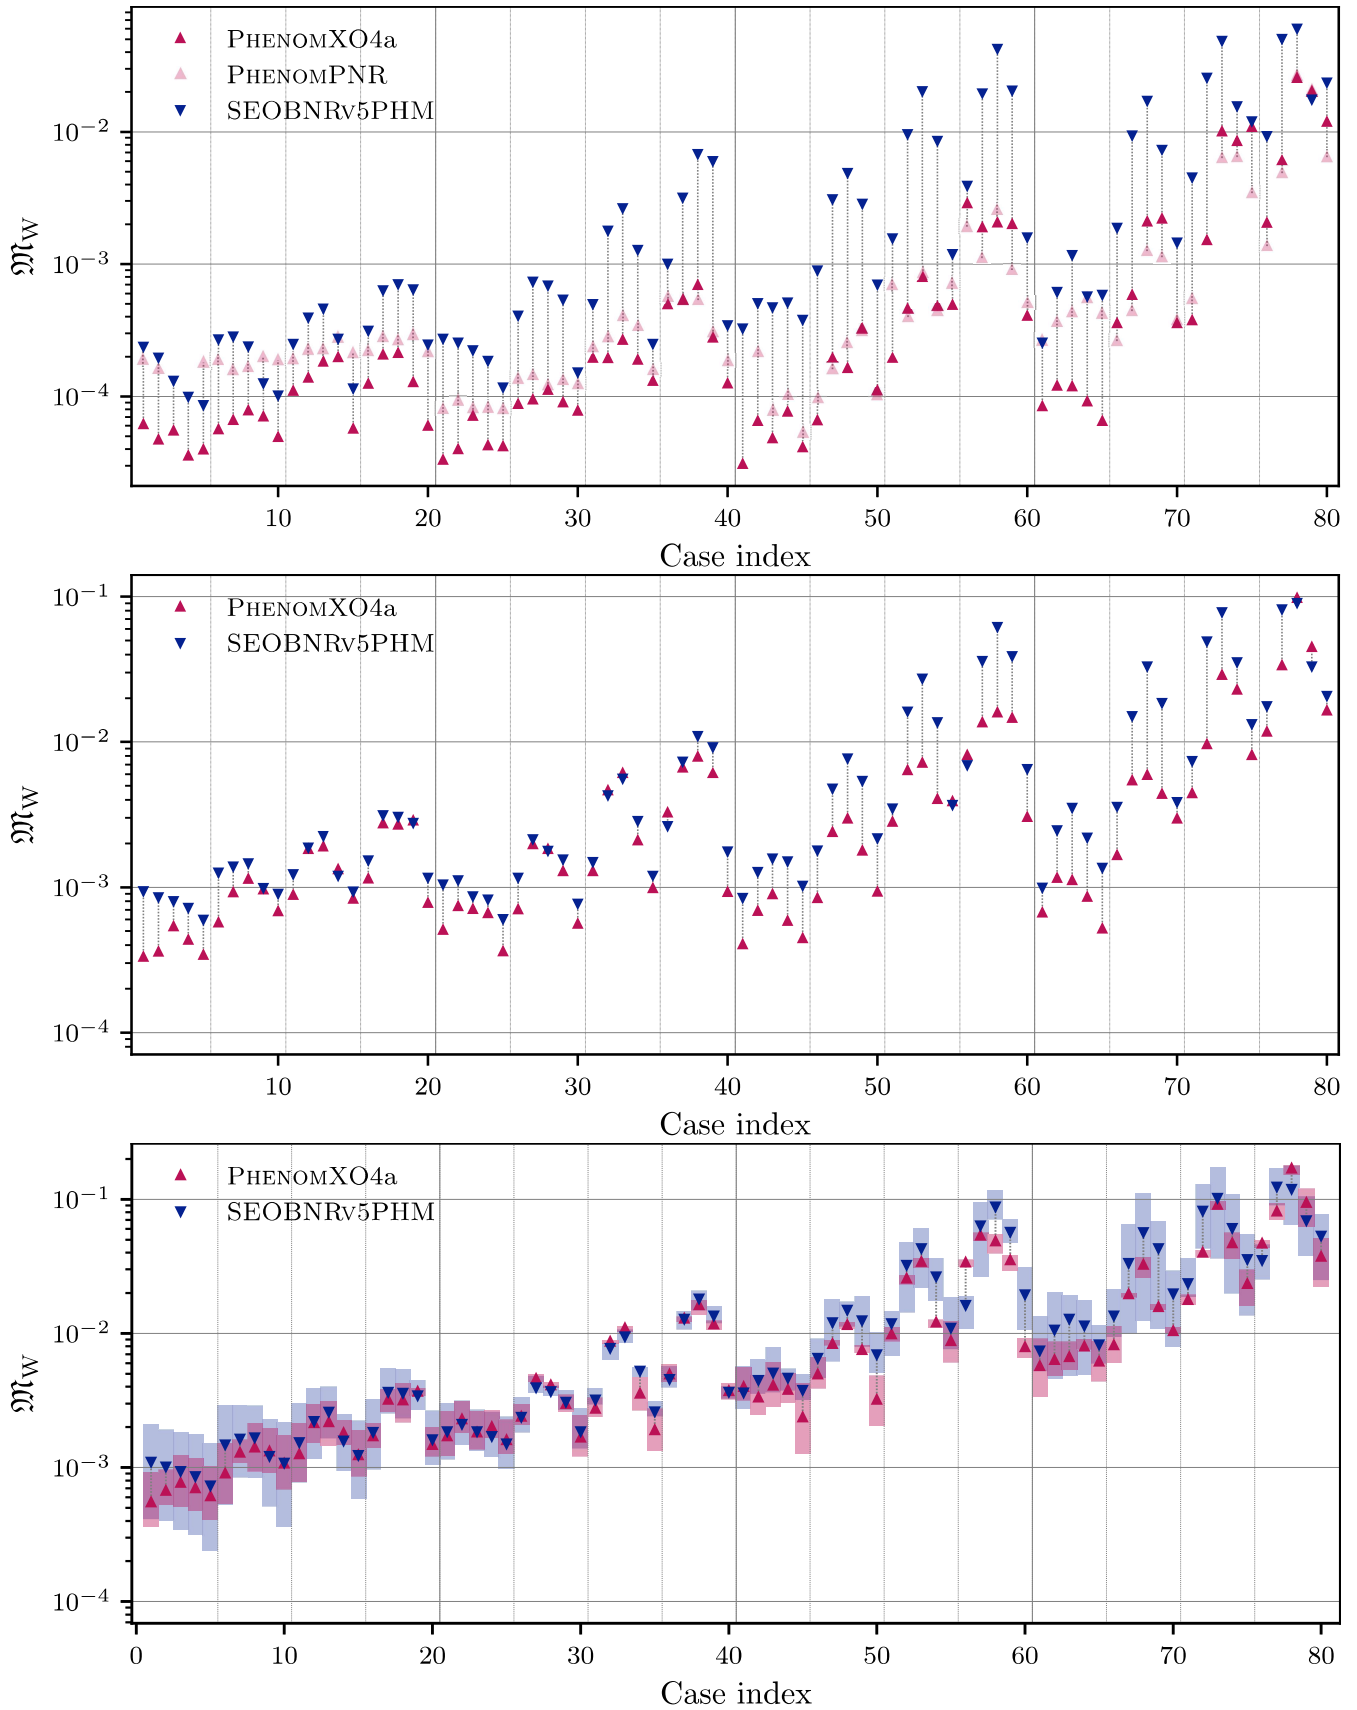 PhenomXO4a
PhenomPNR
SEOBNRv5PHM
10⁻²
10⁻³
10⁻⁴
𝔐_W
10 20 30 40 50 60 70 80
Case index
PhenomXO4a
SEOBNRv5PHM
10⁻¹
10⁻²
10⁻³
10⁻⁴
𝔐_W
10 20 30 40 50 60 70 80
Case index
PhenomXO4a
SEOBNRv5PHM
10⁻¹
10⁻²
10⁻³
10⁻⁴
𝔐_W
0 10 20 30 40 50 60 70 80
Case index